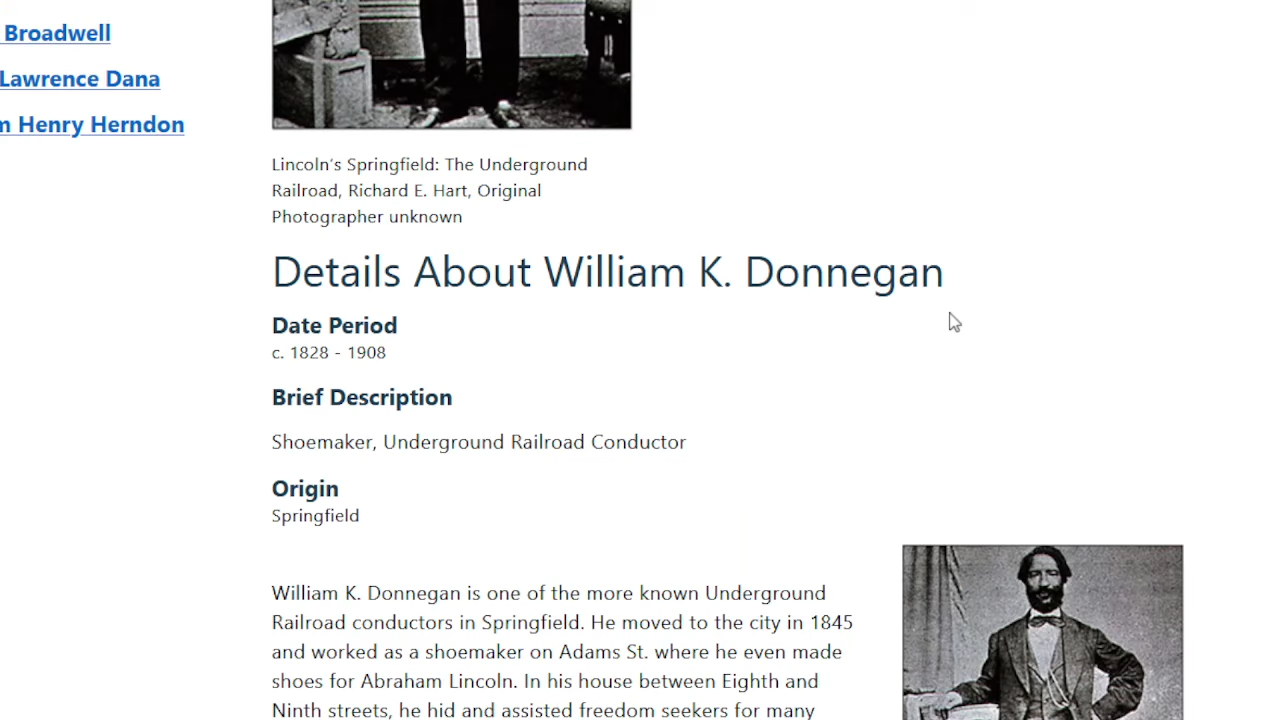 Broadwell
Lawrence Dana
m Henry Herndon
Lincoln's Springfield: The Underground
Railroad, Richard E. Hart, Original
Photographer unknown
Details About William K. Donnegan
Date Period
c. 1828 - 1908
Brief Description
Shoemaker, Underground Railroad Conductor
Origin
Springfield
William K. Donnegan is one of the more known Underground
Railroad conductors in Springfield. He moved to the city in 1845
and worked as a shoemaker on Adams St. where he even made
shoes for Abraham Lincoln. In his house between Eighth and
Ninth streets, he hid and assisted freedom seekers for many